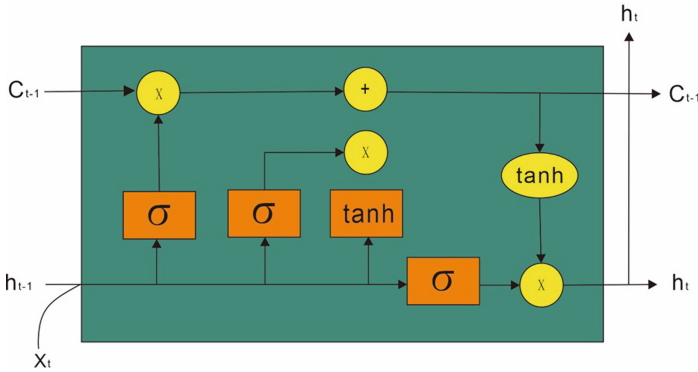 hₜ
Cₜ₋₁
X
+
Cₜ₋₁
X
tanh
σ
σ
tanh
hₜ₋₁
σ
X
hₜ
Xₜ